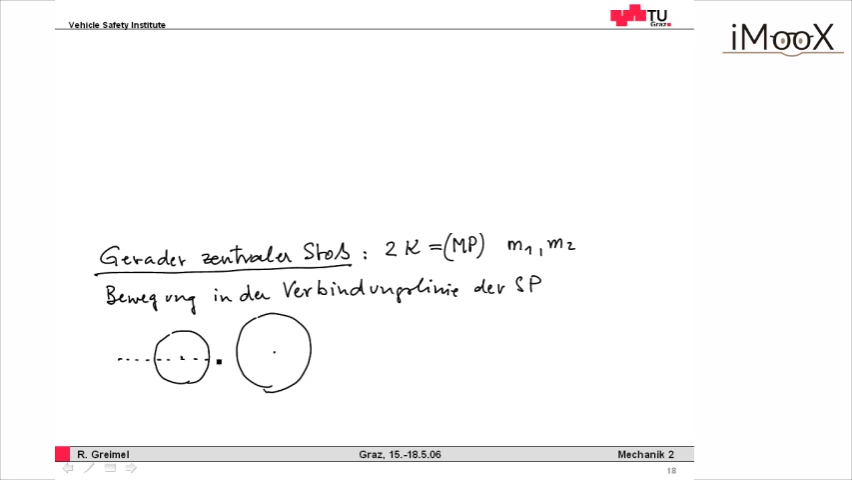 Vehicle Safety Institute
TU
Graz
iMooX
Gerader zentraler Stoß : 2 K = (MP) m1, m2
Bewegung in der Verbindungslinie der SP
R. Greimel
Graz, 15.-18.5.06
Mechanik 2
18